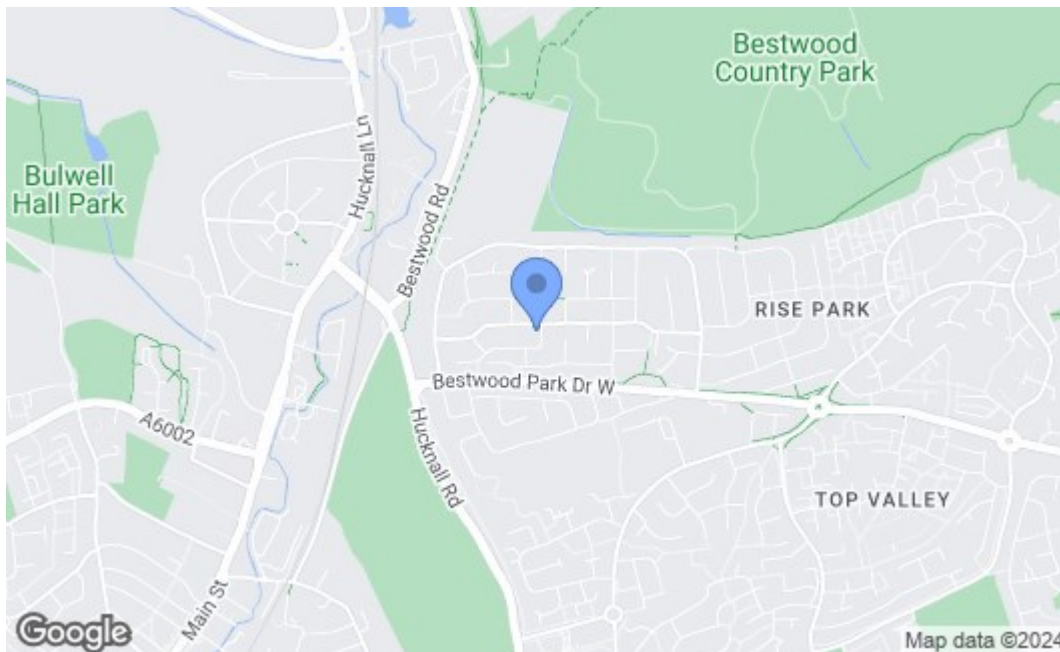 Bestwood
Country Park
Hucknall Ln
Bulwell
Hall Park
Bestwood Rd
RISE PARK
Bestwood Park Dr W
A6002
Hucknall Rd
TOP VALLEY
Main St
Google
Map data ©2024